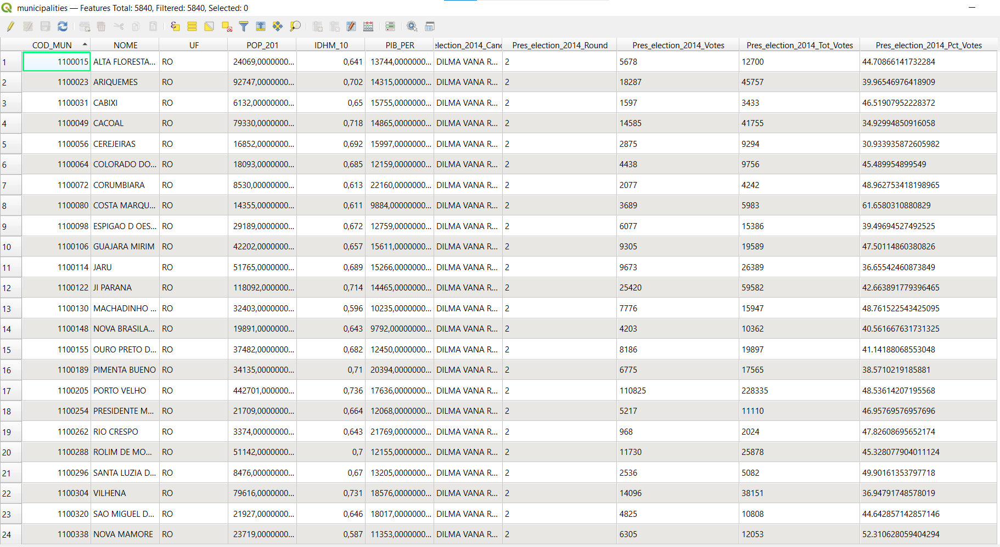 municipalities — Features Total: 5840, Filtered: 5840, Selected: 0
COD_MUN NOME UF POP_201 IDHM_10 PIB_PER election_2014_Canc Pres_election_2014_Round Pres_election_2014_Votes Pres_election_2014_Tot_Votes Pres_election_2014_Pct_Votes
1 1100015 ALTA FLORESTA... RO 24069,0000000... 0,641 13744,0000000... DILMA VANA R... 2 5678 12700 44.70866141732284
2 1100023 ARIQUEMES RO 92747,0000000... 0,702 14315,0000000... DILMA VANA R... 2 18287 45757 39.96546976418909
3 1100031 CABIXI RO 6132,00000000... 0,65 15755,0000000... DILMA VANA R... 2 1597 3433 46.51907952228372
4 1100049 CACOAL RO 79330,0000000... 0,718 14865,0000000... DILMA VANA R... 2 14585 41755 34.92994850916058
5 1100056 CEREJEIRAS RO 16852,0000000... 0,692 15997,0000000... DILMA VANA R... 2 2875 9294 30.933935872605982
6 1100064 COLORADO DO... RO 18093,0000000... 0,685 12159,0000000... DILMA VANA R... 2 4438 9756 45.489954899549
7 1100072 CORUMBIARA RO 8530,00000000... 0,613 22160,0000000... DILMA VANA R... 2 2077 4242 48.962753418198965
8 1100080 COSTA MARQU... RO 14355,0000000... 0,611 9884,00000000... DILMA VANA R... 2 3689 5983 61.6580310880829
9 1100098 ESPIGAO D OES... RO 29189,0000000... 0,672 12759,0000000... DILMA VANA R... 2 6077 15386 39.49694527492525
10 1100106 GUAJARA MIRIM RO 42202,0000000... 0,657 15611,0000000... DILMA VANA R... 2 9305 19589 47.50114860380826
11 1100114 JARU RO 51765,0000000... 0,689 15266,0000000... DILMA VANA R... 2 9673 26389 36.65542460873849
12 1100122 JI PARANA RO 118092,000000... 0,714 14465,0000000... DILMA VANA R... 2 25420 59582 42.663891779396465
13 1100130 MACHADINHO ... RO 32403,0000000... 0,596 10235,0000000... DILMA VANA R... 2 7776 15947 48.761522543425095
14 1100148 NOVA BRASILA... RO 19891,0000000... 0,643 9792,00000000... DILMA VANA R... 2 4203 10362 40.561667631731325
15 1100155 OURO PRETO D... RO 37482,0000000... 0,682 12450,0000000... DILMA VANA R... 2 8186 19897 41.14188068553048
16 1100189 PIMENTA BUENO RO 34135,0000000... 0,71 20394,0000000... DILMA VANA R... 2 6775 17565 38.5710219185881
17 1100205 PORTO VELHO RO 442701,000000... 0,736 17636,0000000... DILMA VANA R... 2 110825 228335 48.53614207195568
18 1100254 PRESIDENTE M... RO 21709,0000000... 0,664 12068,0000000... DILMA VANA R... 2 5217 11110 46.95769576957696
19 1100262 RIO CRESPO RO 3374,00000000... 0,643 21769,0000000... DILMA VANA R... 2 968 2024 47.82608695652174
20 1100288 ROLIM DE MO... RO 51142,0000000... 0,7 12155,0000000... DILMA VANA R... 2 11730 25878 45.328077904011124
21 1100296 SANTA LUZIA D... RO 8476,00000000... 0,67 13205,0000000... DILMA VANA R... 2 2536 5082 49.90161353797718
22 1100304 VILHENA RO 79616,0000000... 0,731 18576,0000000... DILMA VANA R... 2 14096 38151 36.94791748578019
23 1100320 SAO MIGUEL D... RO 21927,0000000... 0,646 18017,0000000... DILMA VANA R... 2 4825 10808 44.642857142857146
24 1100338 NOVA MAMORE RO 23719,0000000... 0,587 11353,0000000... DILMA VANA R... 2 6305 12053 52.310628059404294